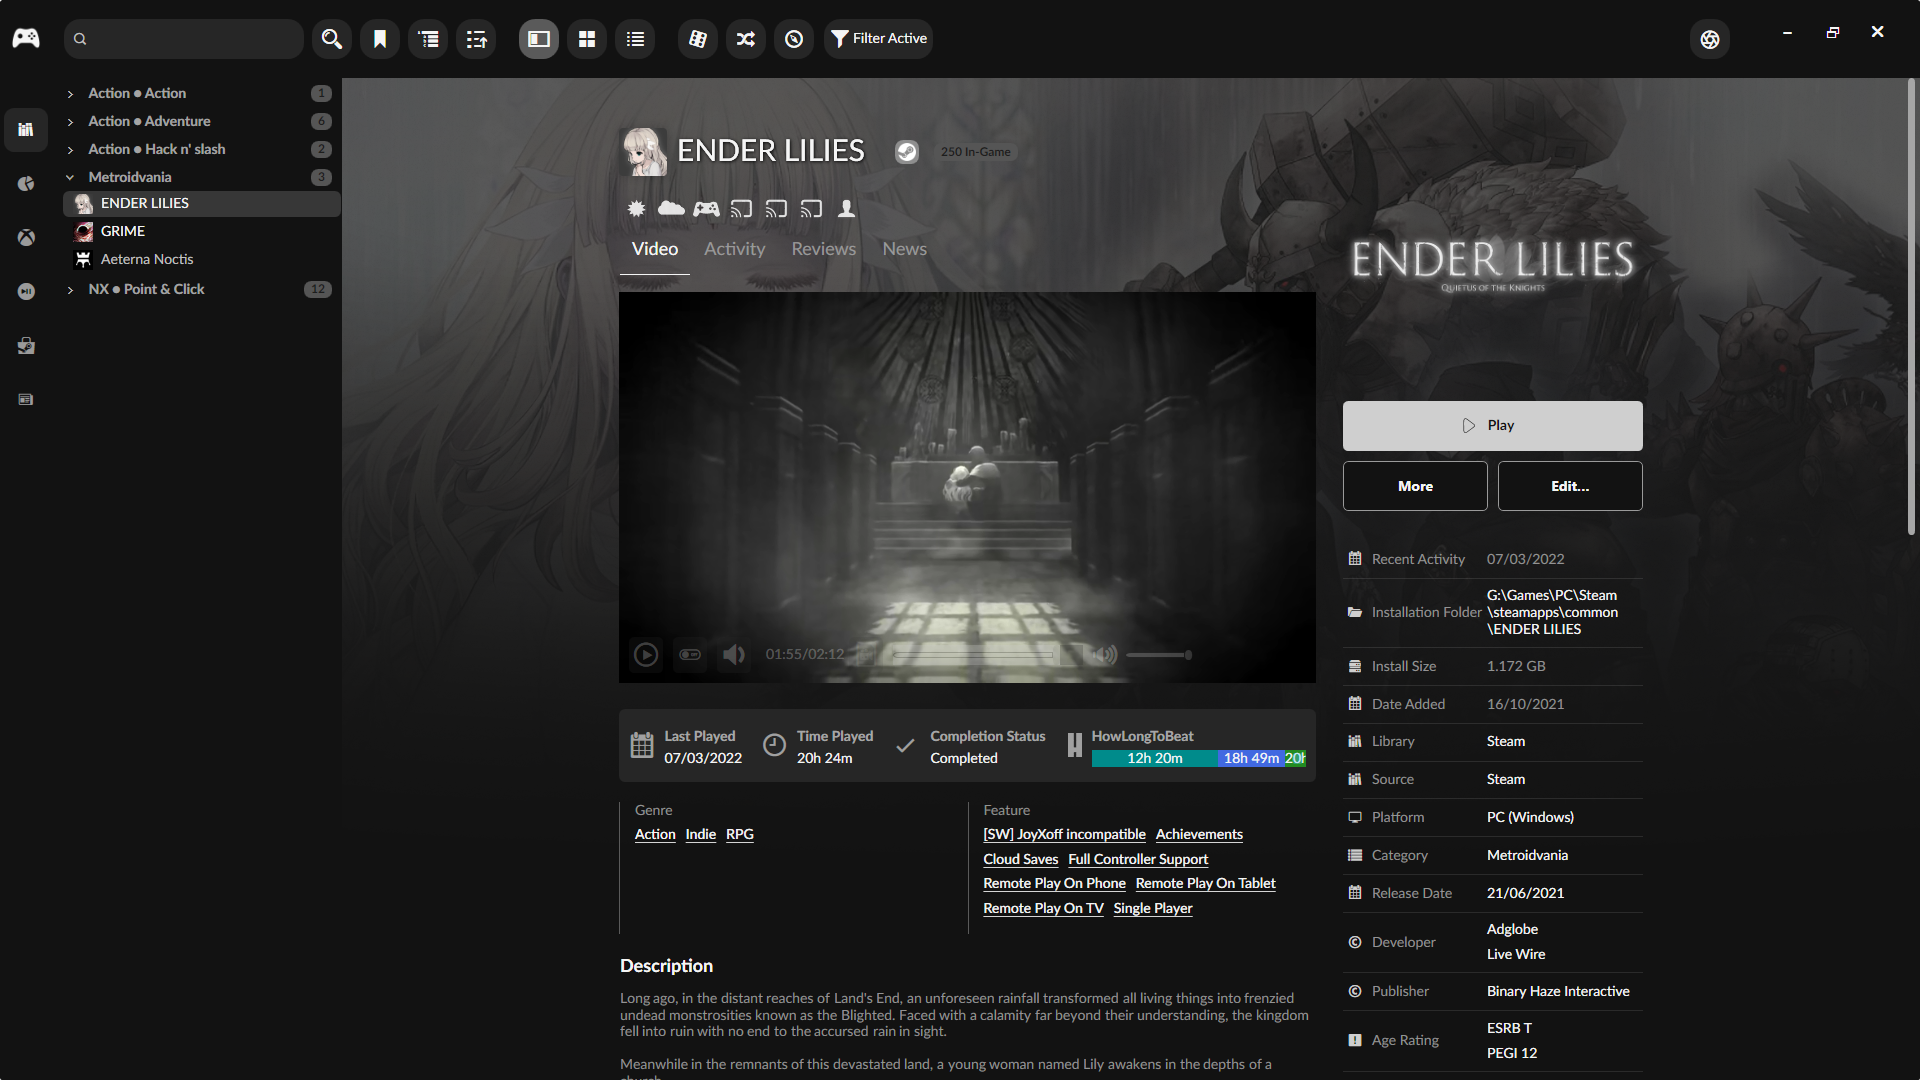 Filter Active
Action ● Action 1
Action ● Adventure 6
Action ● Hack n' slash 2
Metroidvania 3
ENDER LILIES
GRIME
Aeterna Noctis
NX ● Point & Click 12
ENDER LILIES
250 In-Game
Video Activity Reviews News
01:55/02:12
Last Played
07/03/2022
Time Played
20h 24m
Completion Status
Completed
HowLongToBeat
12h 20m 18h 49m 20h
Genre
Action Indie RPG
Feature
[SW] JoyXoff incompatible Achievements
Cloud Saves Full Controller Support
Remote Play On Phone Remote Play On Tablet
Remote Play On TV Single Player
Description
Long ago, in the distant reaches of Land's End, an unforeseen rainfall transformed all living things into frenzied
undead monstrosities known as the Blighted. Faced with a calamity far beyond their understanding, the kingdom
fell into ruin with no end to the accursed rain in sight.
Meanwhile in the remnants of this devastated land, a young woman named Lily awakens in the depths of a
ENDER LILIES
QUIETUS OF THE KNIGHTS
Play
More Edit...
Recent Activity 07/03/2022
Installation Folder G:\Games\PC\Steam
\steamapps\common
\ENDER LILIES
Install Size 1.172 GB
Date Added 16/10/2021
Library Steam
Source Steam
Platform PC (Windows)
Category Metroidvania
Release Date 21/06/2021
Developer Adglobe
Live Wire
Publisher Binary Haze Interactive
Age Rating ESRB T
PEGI 12